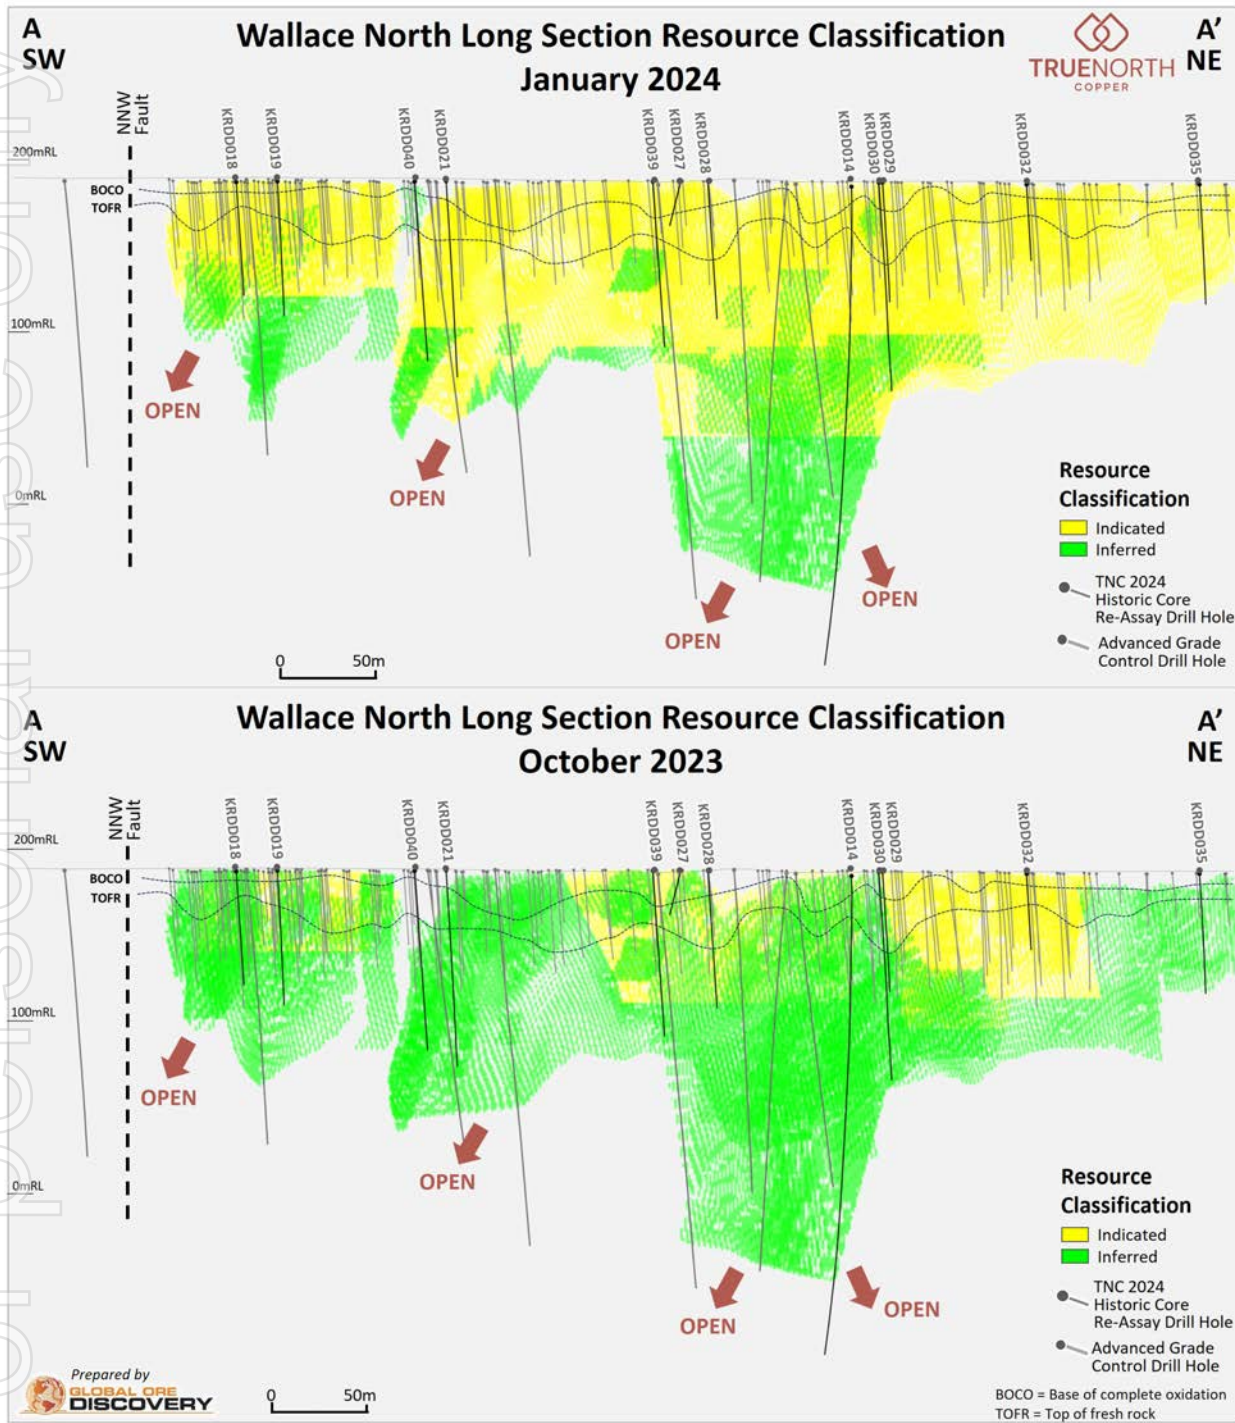 A
SW
Wallace North Long Section Resource Classification
January 2024
TRUENORTH
COPPER
A'
NE
NNW
Fault
KRDD018
KRDD019
KRDD040
KRDD021
KRDD039
KRDD027
KRDD028
KRDD014
KRDD030
KRDD029
KRDD032
KRDD035
200mRL
BOCO
TOFR
100mRL
0mRL
OPEN
OPEN
OPEN
OPEN
0 50m
Resource
Classification
Indicated
Inferred
TNC 2024
Historic Core
Re-Assay Drill Hole
Advanced Grade
Control Drill Hole
A
SW
Wallace North Long Section Resource Classification
October 2023
A'
NE
NNW
Fault
KRDD018
KRDD019
KRDD040
KRDD021
KRDD039
KRDD027
KRDD028
KRDD014
KRDD030
KRDD029
KRDD032
KRDD035
200mRL
BOCO
TOFR
100mRL
0mRL
OPEN
OPEN
OPEN
OPEN
Resource
Classification
Indicated
Inferred
TNC 2024
Historic Core
Re-Assay Drill Hole
Advanced Grade
Control Drill Hole
Prepared by
GLOBAL ORE
DISCOVERY
0 50m
BOCO = Base of complete oxidation
TOFR = Top of fresh rock